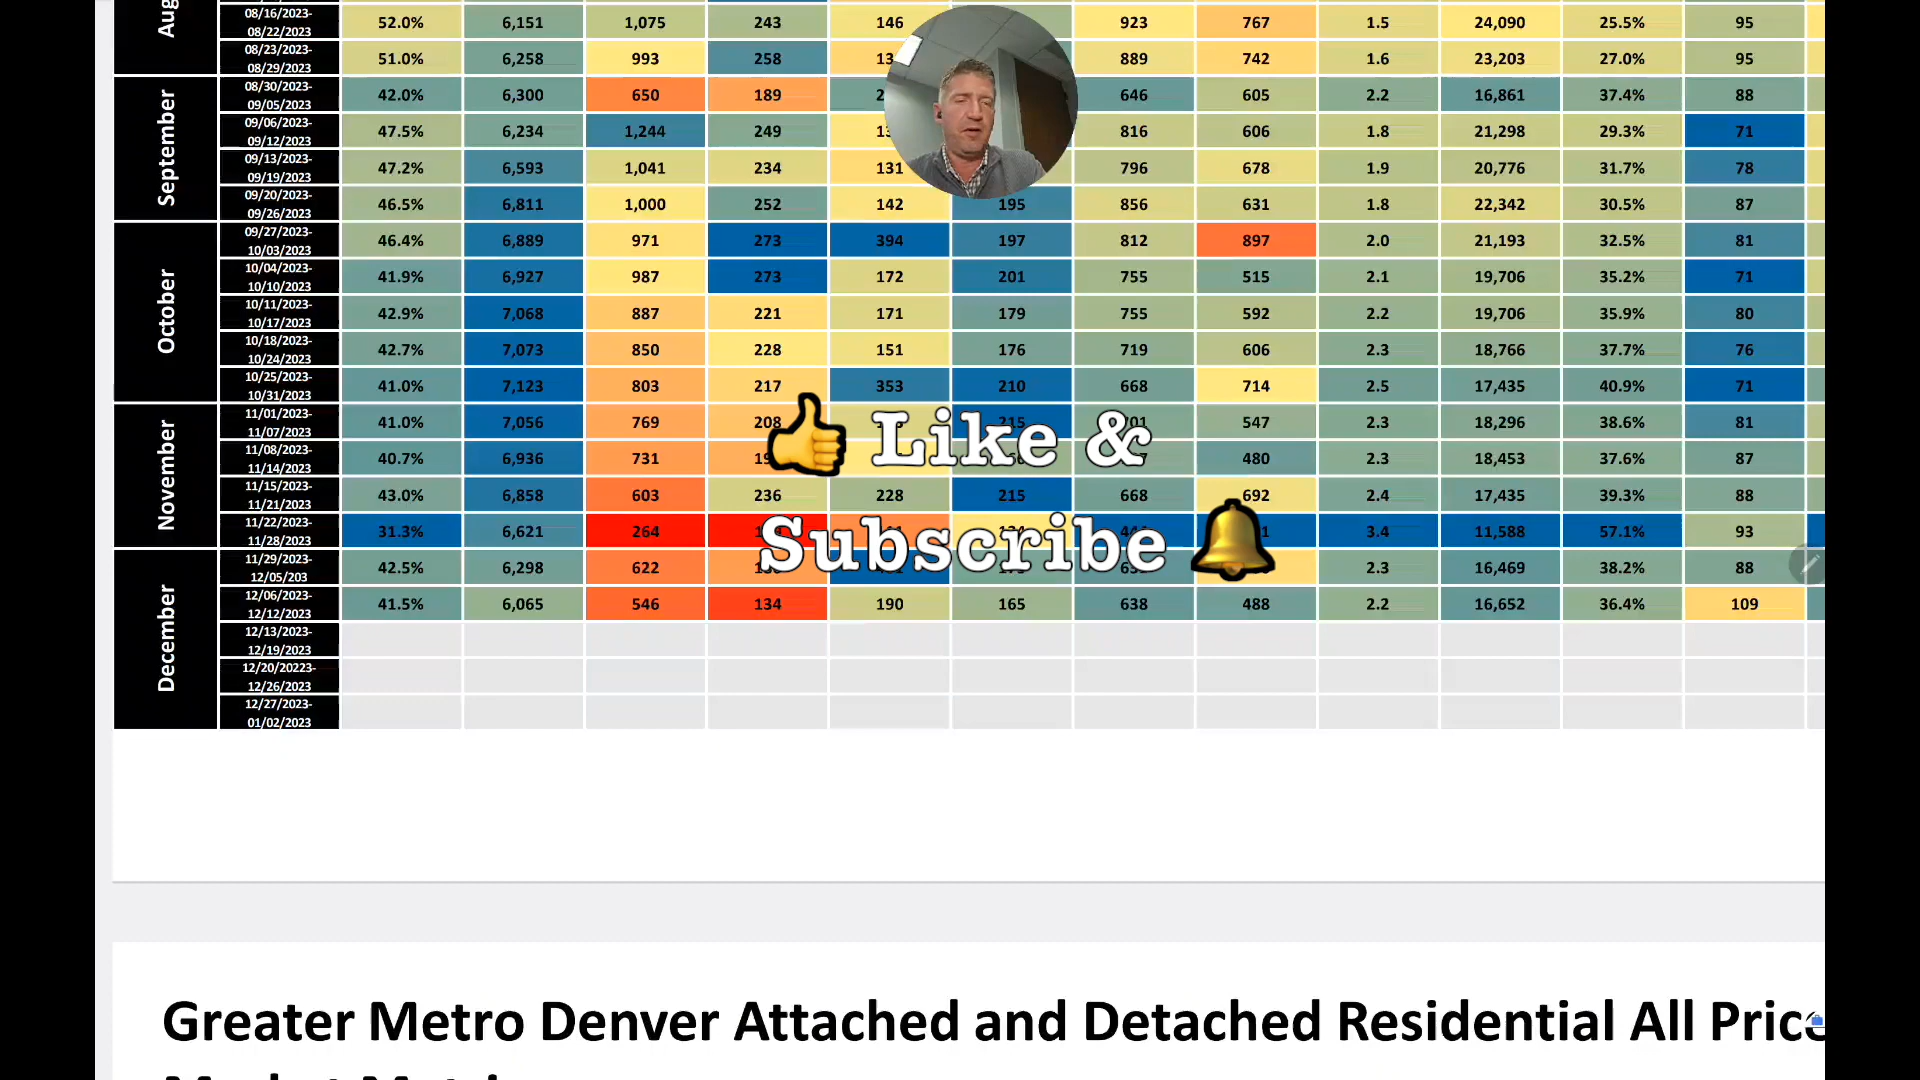 Aug
08/16/2023-
08/22/2023
52.0% 6,151 1,075 243 146 923 767 1.5 24,090 25.5% 95
08/23/2023-
08/29/2023
51.0% 6,258 993 258 889 742 1.6 23,203 27.0% 95
September
08/30/2023-
09/05/2023
42.0% 6,300 650 189 646 605 2.2 16,861 37.4% 88
09/06/2023-
09/12/2023
47.5% 6,234 1,244 249 816 606 1.8 21,298 29.3% 71
09/13/2023-
09/19/2023
47.2% 6,593 1,041 234 131 796 678 1.9 20,776 31.7% 78
09/20/2023-
09/26/2023
46.5% 6,811 1,000 252 142 195 856 631 1.8 22,342 30.5% 87
October
09/27/2023-
10/03/2023
46.4% 6,889 971 273 394 197 812 897 2.0 21,193 32.5% 81
10/04/2023-
10/10/2023
41.9% 6,927 987 273 172 201 755 515 2.1 19,706 35.2% 71
10/11/2023-
10/17/2023
42.9% 7,068 887 221 171 179 755 592 2.2 19,706 35.9% 80
10/18/2023-
10/24/2023
42.7% 7,073 850 228 151 176 719 606 2.3 18,766 37.7% 76
10/25/2023-
10/31/2023
41.0% 7,123 803 217 353 210 668 714 2.5 17,435 40.9% 71
November
11/01/2023-
11/07/2023
41.0% 7,056 769 208 215 701 547 2.3 18,296 38.6% 81
11/08/2023-
11/14/2023
40.7% 6,936 731 480 2.3 18,453 37.6% 87
Like &
11/15/2023-
11/21/2023
43.0% 6,858 603 236 228 215 668 692 2.4 17,435 39.3% 88
11/22/2023-
11/28/2023
31.3% 6,621 264 3.4 11,588 57.1% 93
Subscribe
December
11/29/2023-
12/05/203
42.5% 6,298 622 2.3 16,469 38.2% 88
12/06/2023-
12/12/2023
41.5% 6,065 546 134 190 165 638 488 2.2 16,652 36.4% 109
12/13/2023-
12/19/2023
12/20/20223-
12/26/2023
12/27/2023-
01/02/2023
Greater Metro Denver Attached and Detached Residential All Price